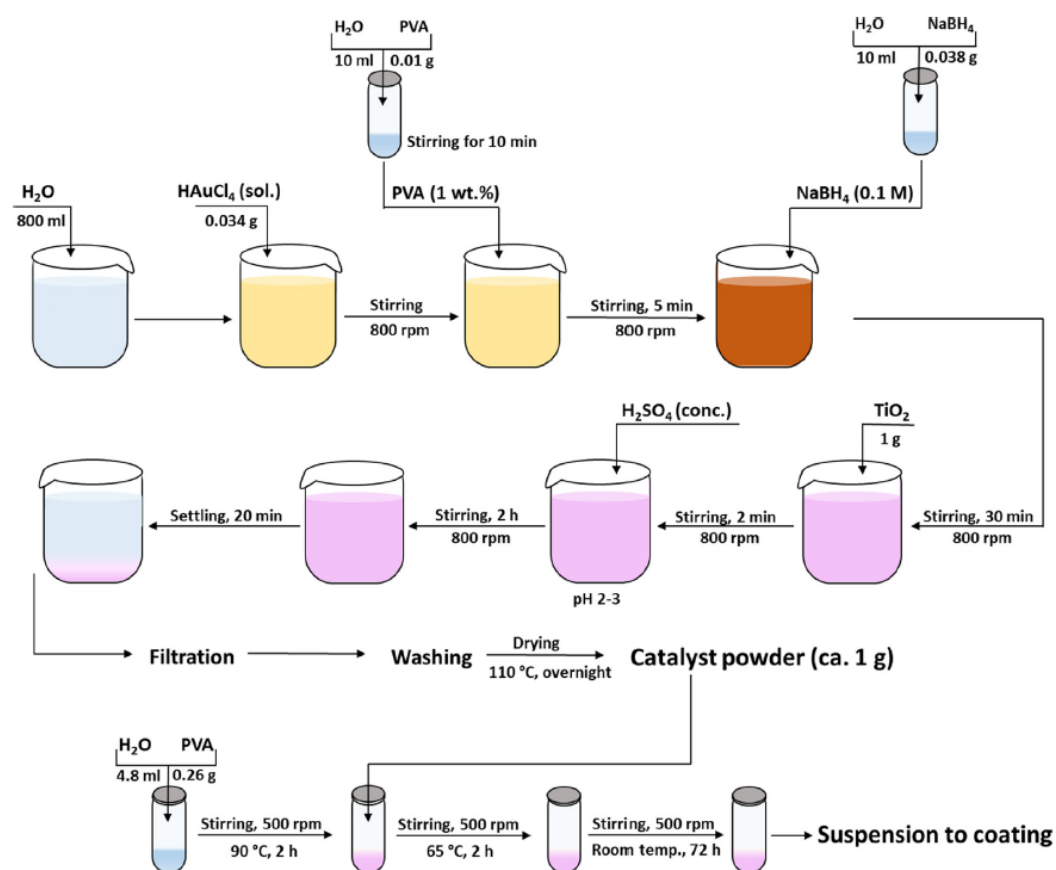 H₂O PVA
10 ml 0.01 g
Stirring for 10 min
H₂O NaBH₄
10 ml 0.038 g
H₂O
800 ml
HAuCl₄ (sol.)
0.034 g
PVA (1 wt.%)
NaBH₄ (0.1 M)
Stirring
800 rpm
Stirring, 5 min
800 rpm
H₂SO₄ (conc.)
TiO₂
1 g
Settling, 20 min
Stirring, 2 h
800 rpm
Stirring, 2 min
800 rpm
Stirring, 30 min
800 rpm
pH 2-3
Filtration
Washing
Drying
110 °C, overnight
Catalyst powder (ca. 1 g)
H₂O PVA
4.8 ml 0.26 g
Stirring, 500 rpm
90 °C, 2 h
Stirring, 500 rpm
65 °C, 2 h
Stirring, 500 rpm
Room temp., 72 h
Suspension to coating